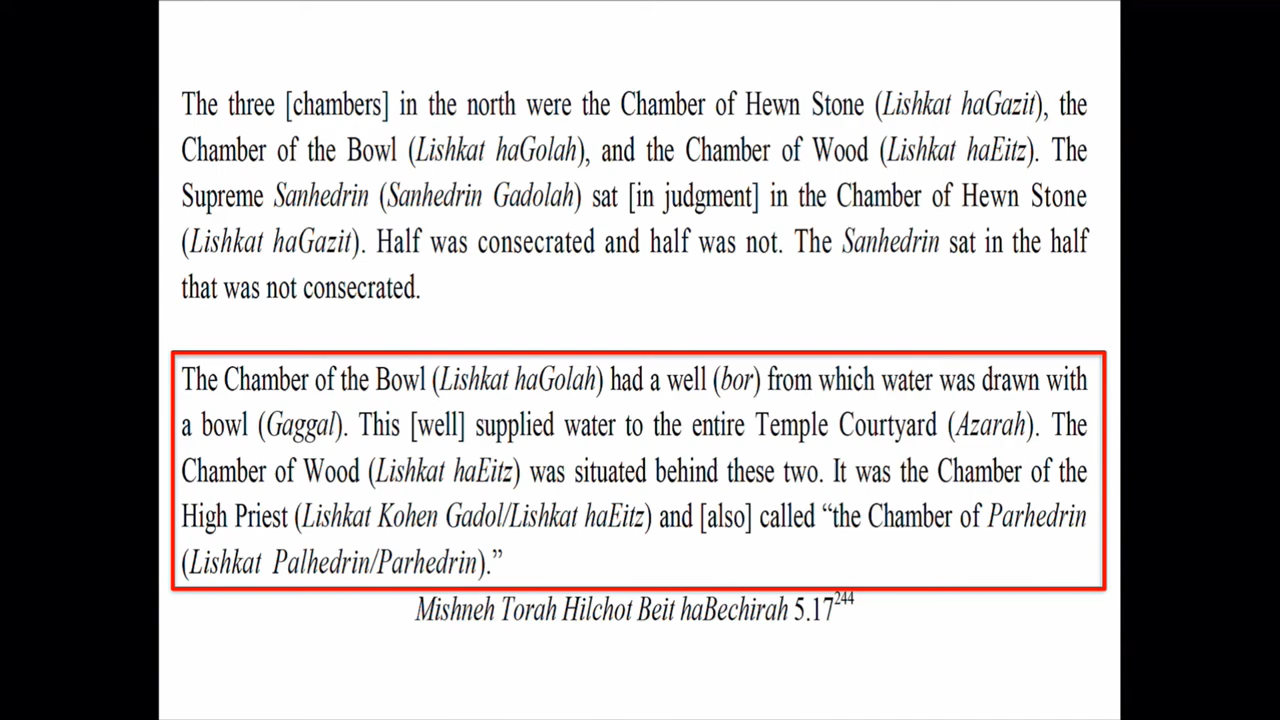 The three [chambers] in the north were the Chamber of Hewn Stone (Lishkat haGazit), the
Chamber of the Bowl (Lishkat haGolah), and the Chamber of Wood (Lishkat haEitz). The
Supreme Sanhedrin (Sanhedrin Gadolah) sat [in judgment] in the Chamber of Hewn Stone
(Lishkat haGazit). Half was consecrated and half was not. The Sanhedrin sat in the half
that was not consecrated.
The Chamber of the Bowl (Lishkat haGolah) had a well (bor) from which water was drawn with
a bowl (Gaggal). This [well] supplied water to the entire Temple Courtyard (Azarah). The
Chamber of Wood (Lishkat haEitz) was situated behind these two. It was the Chamber of the
High Priest (Lishkat Kohen Gadol/Lishkat haEitz) and [also] called “the Chamber of Parhedrin
(Lishkat Palhedrin/Parhedrin).”
Mishneh Torah Hilchot Beit haBechirah 5.17244